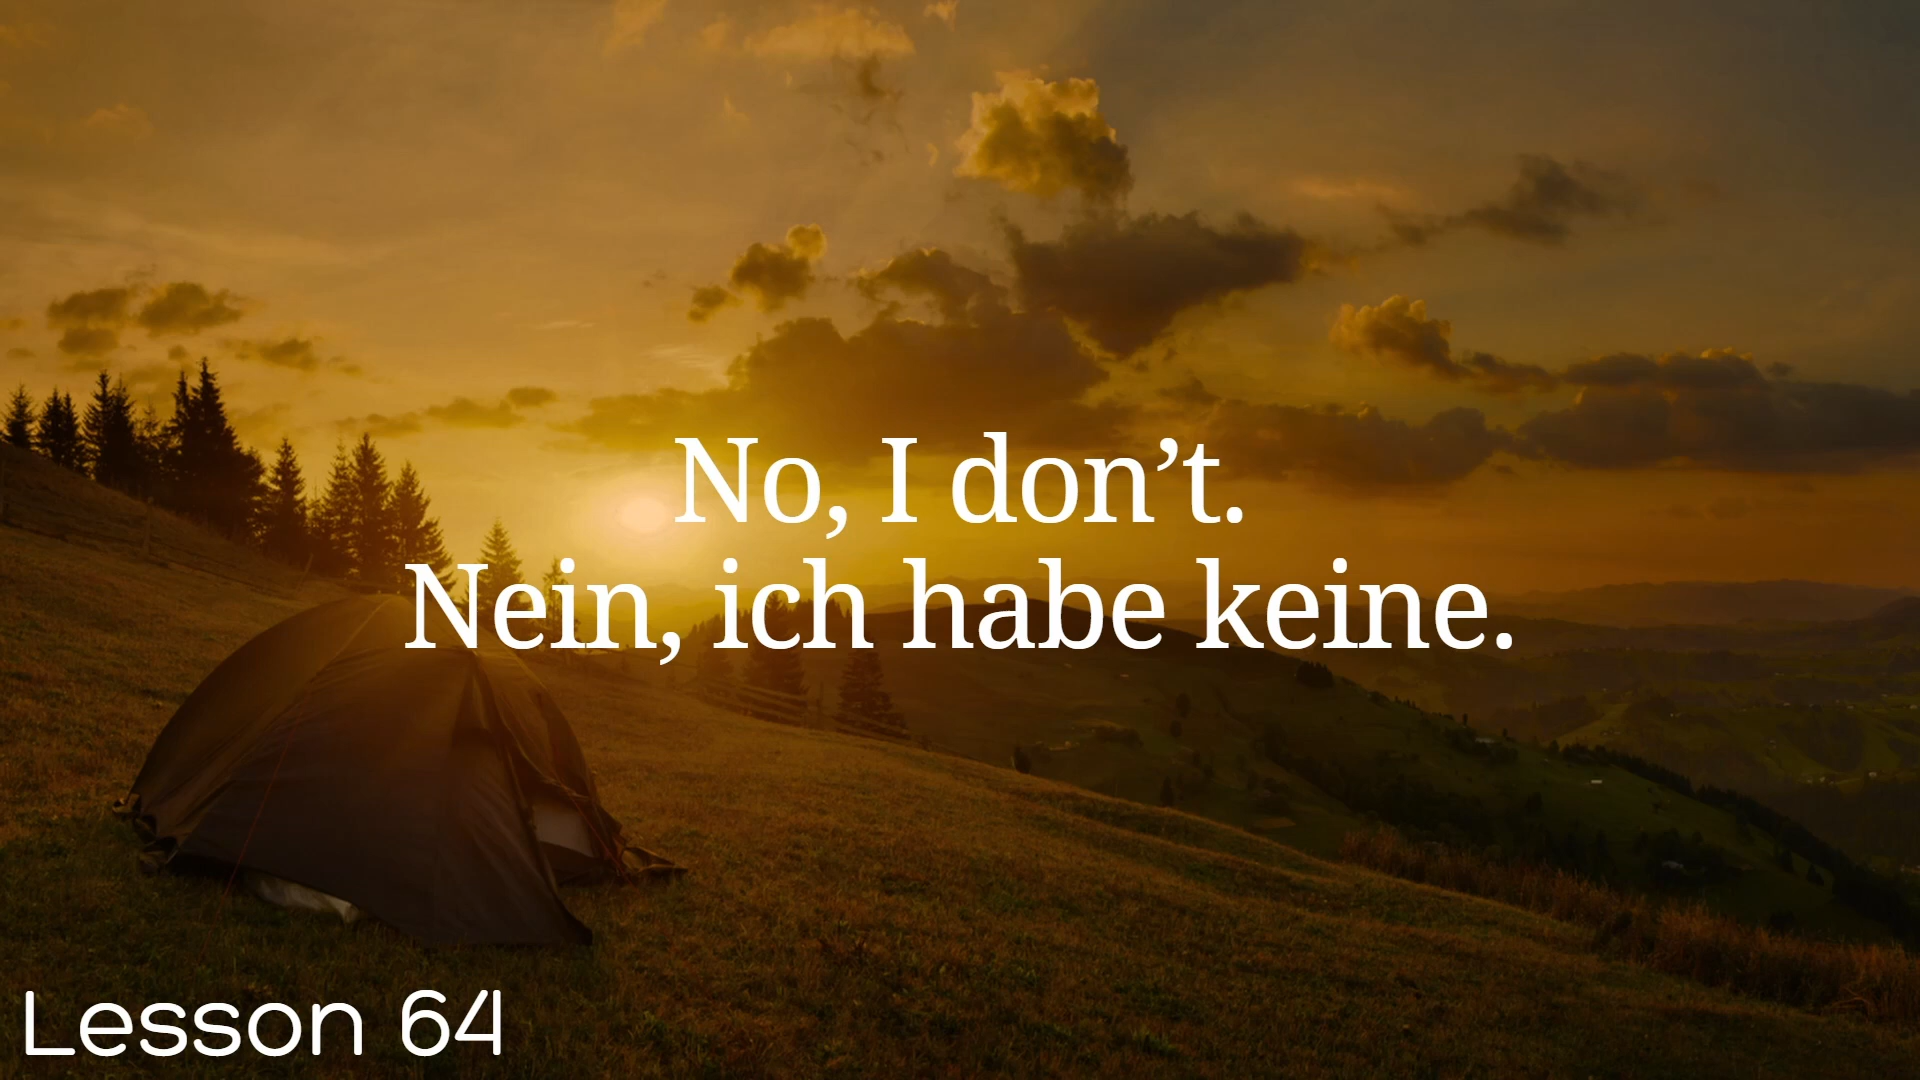 No, I don’t.
Nein, ich habe keine.
Lesson 64